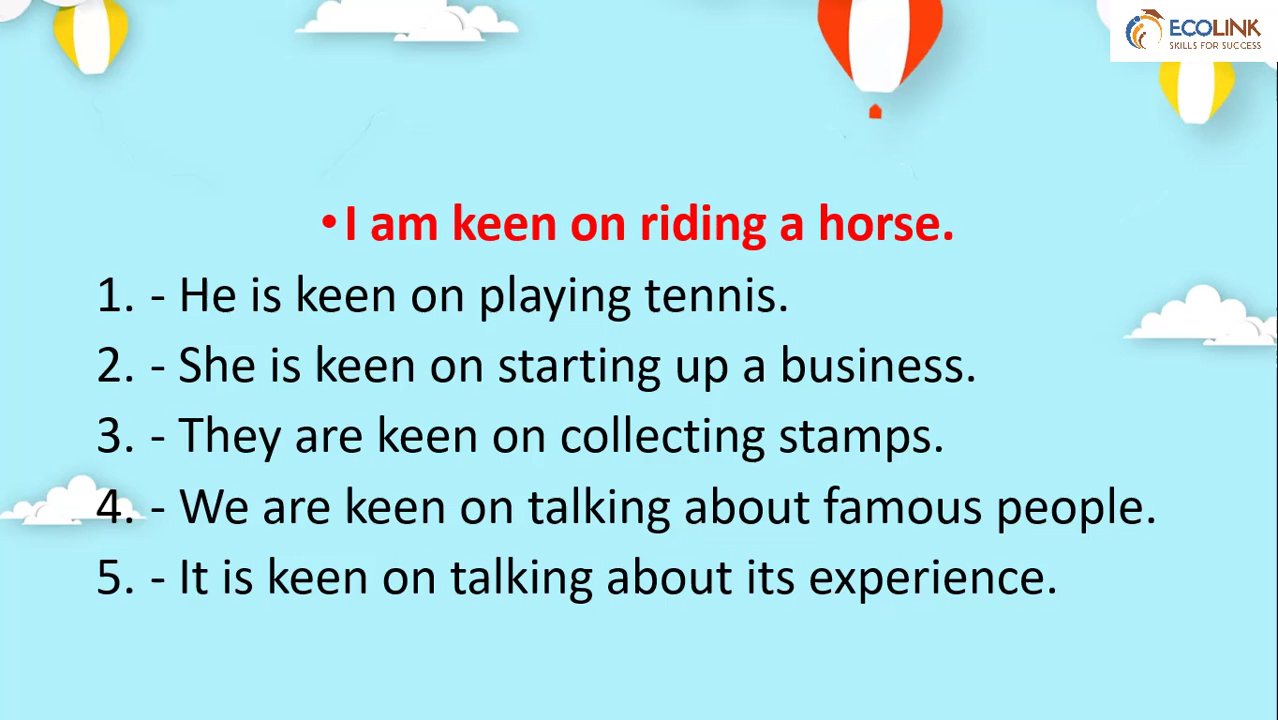 ECOLINK
SKILLS FOR SUCCESS
•I am keen on riding a horse.
1. - He is keen on playing tennis.
2. - She is keen on starting up a business.
3. - They are keen on collecting stamps.
4. - We are keen on talking about famous people.
5. - It is keen on talking about its experience.